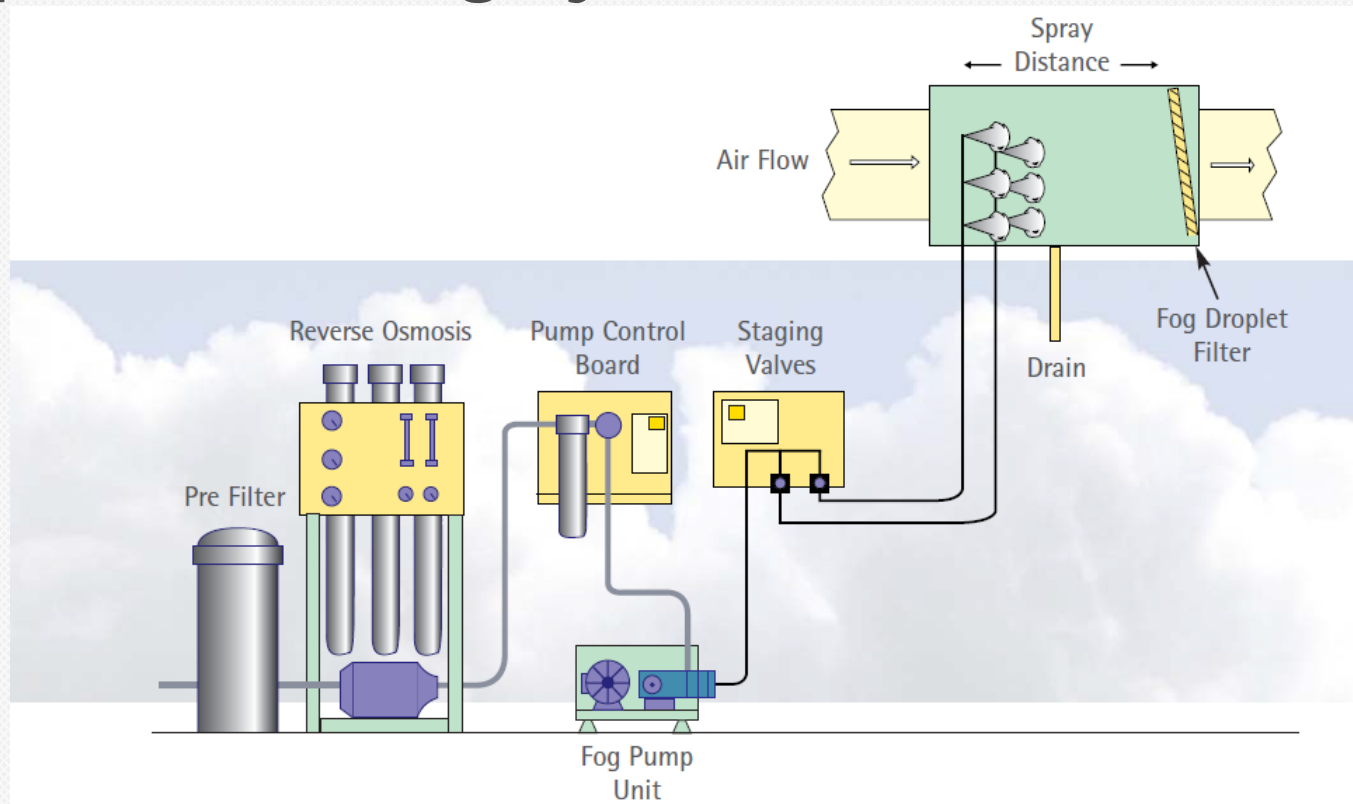 Spray
Distance
Air Flow
Fog Droplet
Filter
Drain
Reverse Osmosis
Pump Control
Board
Staging
Valves
Pre Filter
Fog Pump
Unit